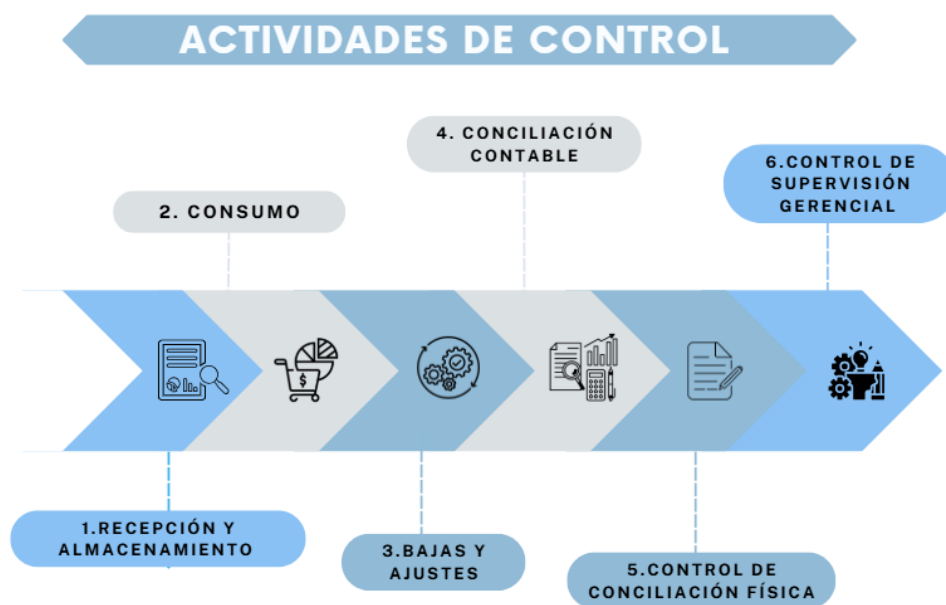 ACTIVIDADES DE CONTROL
4. CONCILIACIÓN
CONTABLE
6.CONTROL DE
SUPERVISIÓN
GERENCIAL
2. CONSUMO
$
1.RECEPCIÓN Y
ALMACENAMIENTO
3.BAJAS Y
AJUSTES
5.CONTROL DE
CONCILIACIÓN FÍSICA